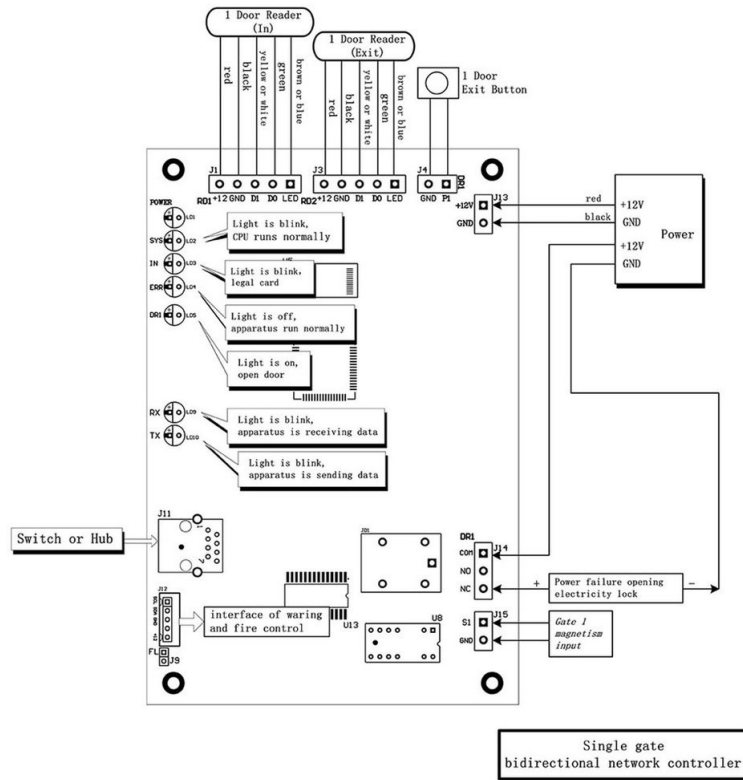 1 Door Reader
(In)
1 Door Reader
(Exit)
1 Door
Exit Button
red
black
yellow or white
green
brown or blue
red
black
yellow or white
green
brown or blue
J1
J3
J4
DR1
RD1 +12 GND D1 D0 LED
RD2 +12 GND D1 D0 LED
GND P1
J13
+12V
GND
red
black
+12V
GND
+12V
GND
Power
POWER
LD1
SYS
LD2
IN
LD3
ERR
LD4
DR1
LD5
Light is blink,
CPU runs normally
Light is blink,
legal card
Light is off,
apparatus run normally
Light is on,
open door
RX
LD9
TX
LD10
Light is blink,
apparatus is receiving data
Light is blink,
apparatus is sending data
J11
Switch or Hub
JD1
DR1
J14
COM
NO
NC
+
Power failure opening
electricity lock
-
J12
interface of waring
and fire control
U13
U8
J15
S1
GND
Gate 1
magnetism
input
FL
J9
Single gate
bidirectional network controller